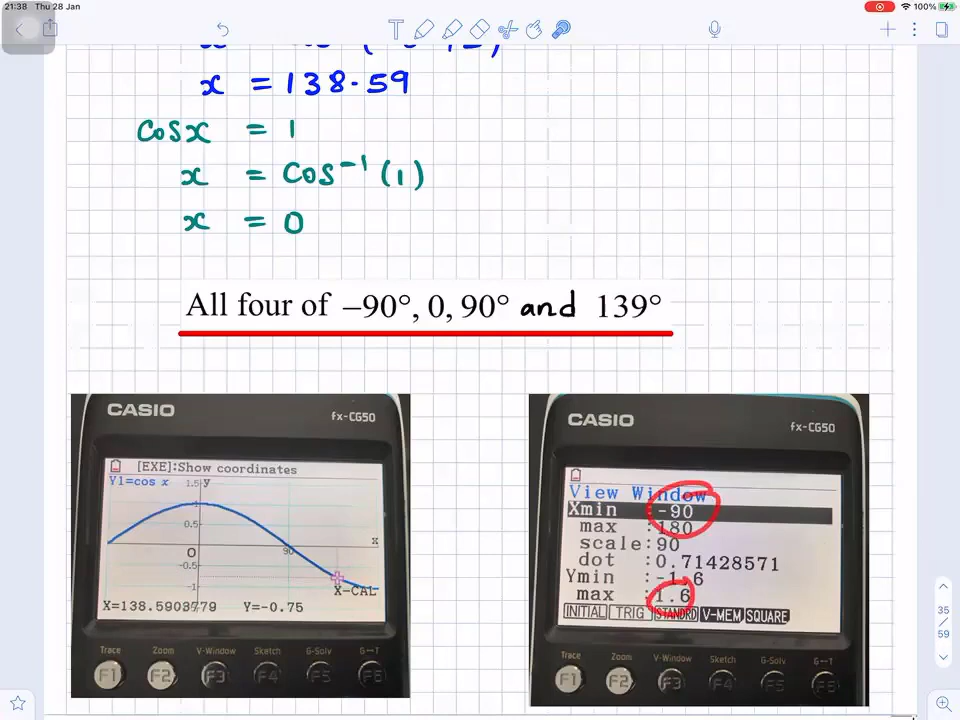 21:38 Thu 28 Jan
100%
x = 138.59
cosx = 1
x = cos⁻¹(1)
x = 0
All four of –90°, 0, 90° and 139°
CASIO
fx-CG50
[EXE]:Show coordinates
Y1=cos x
1.5 y
1
0.5
O 90 x
-0.5
-1
X-CAL
X=138.5903779 Y=-0.75
Trace Zoom V-Window Sketch G-Solv G↔T
F1 F2 F3 F4 F5 F6
CASIO
fx-CG50
View Window
Xmin :-90
max :180
scale:90
dot :0.71428571
Ymin :-1.6
max :1.6
INITIAL TRIG STANDRD V-MEM SQUARE
Trace Zoom V-Window Sketch G-Solv G↔T
F1 F2 F3 F4 F5 F6
35
/
59